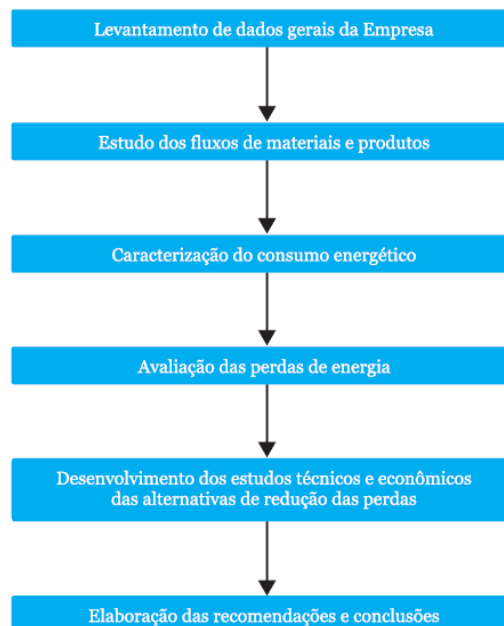 Levantamento de dados gerais da Empresa
Estudo dos fluxos de materiais e produtos
Caracterização do consumo energético
Avaliação das perdas de energia
Desenvolvimento dos estudos técnicos e econômicos
das alternativas de redução das perdas
Elaboração das recomendações e conclusões